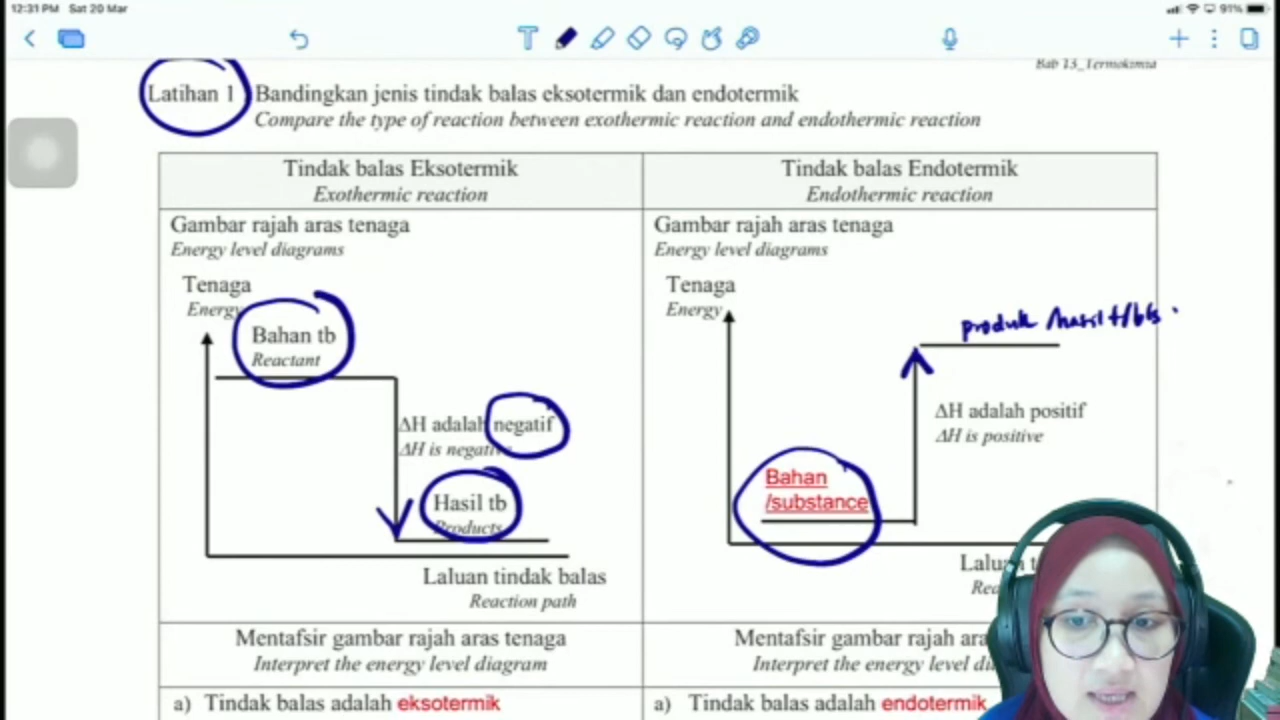 12:31 PM Sat 20 Mar
91%
Bab 13_Termokimia
Latihan 1 Bandingkan jenis tindak balas eksotermik dan endotermik
Compare the type of reaction between exothermic reaction and endothermic reaction
Tindak balas Eksotermik
Exothermic reaction
Tindak balas Endotermik
Endothermic reaction
Gambar rajah aras tenaga
Energy level diagrams
Tenaga
Energy
Bahan tb
Reactant
ΔH adalah negatif
ΔH is negative
Hasil tb
Products
Laluan tindak balas
Reaction path
Gambar rajah aras tenaga
Energy level diagrams
Tenaga
Energy
produk /hasil t/bls
ΔH adalah positif
ΔH is positive
Bahan
/substance
Laluan t
Rea
Mentafsir gambar rajah aras tenaga
Interpret the energy level diagram
Mentafsir gambar rajah ara
Interpret the energy level di
a) Tindak balas adalah eksotermik
a) Tindak balas adalah endotermik